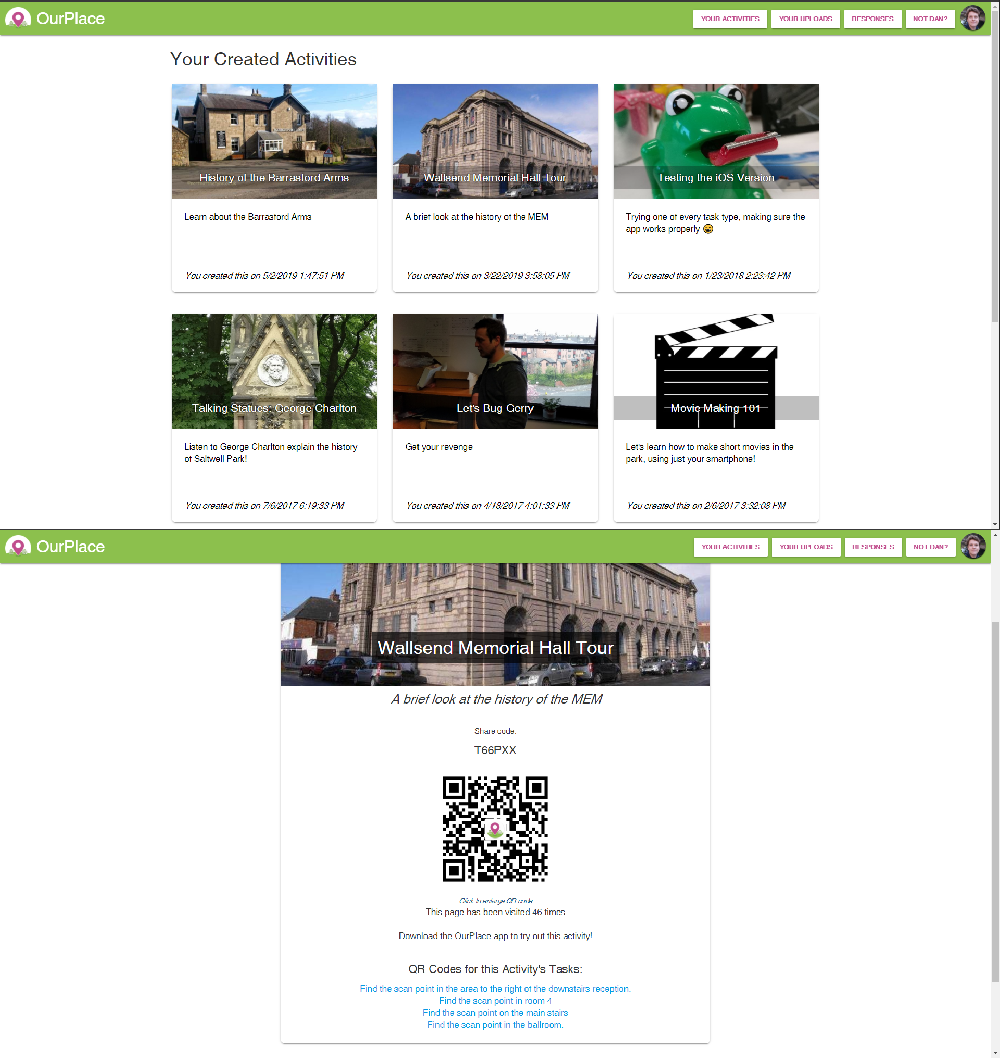 OurPlace
YOUR ACTIVITIES YOUR UPLOADS RESPONSES NOT DAN?
Your Created Activities
History of the Barrasford Arms
Learn about the Barrasford Arms
You created this on 5/2/2019 1:47:51 PM
Wallsend Memorial Hall Tour
A brief look at the history of the MEM
You created this on 3/22/2019 3:58:05 PM
Testing the iOS Version
Trying one of every task type, making sure the
app works properly 😄
You created this on 1/23/2018 2:23:12 PM
Talking Statues: George Charlton
Listen to George Charlton explain the history
of Saltwell Park!
You created this on 7/6/2017 6:19:33 PM
Let's Bug Gerry
Get your revenge
You created this on 4/18/2017 4:01:33 PM
Movie Making 101
Let's learn how to make short movies in the
park, using just your smartphone!
You created this on 2/6/2017 8:32:08 PM
OurPlace
YOUR ACTIVITIES YOUR UPLOADS RESPONSES NOT DAN?
Wallsend Memorial Hall Tour
A brief look at the history of the MEM
Share code:
T66PXX
Click to enlarge QR code
This page has been visited 46 times
Download the OurPlace app to try out this activity!
QR Codes for this Activity's Tasks:
Find the scan point in the area to the right of the downstairs reception.
Find the scan point in room 4
Find the scan point on the main stairs
Find the scan point in the ballroom.